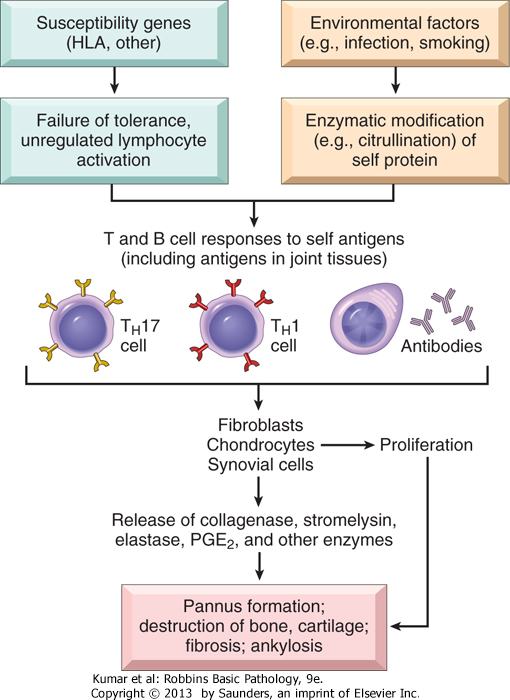 Susceptibility genes
(HLA, other)
Environmental factors
(e.g., infection, smoking)
Failure of tolerance,
unregulated lymphocyte
activation
Enzymatic modification
(e.g., citrullination) of
self protein
T and B cell responses to self antigens
(including antigens in joint tissues)
TH17
cell
TH1
cell
Antibodies
Fibroblasts
Chondrocytes
Synovial cells
Proliferation
Release of collagenase, stromelysin,
elastase, PGE2, and other enzymes
Pannus formation;
destruction of bone, cartilage;
fibrosis; ankylosis
Kumar et al: Robbins Basic Pathology, 9e.
Copyright © 2013 by Saunders, an imprint of Elsevier Inc.